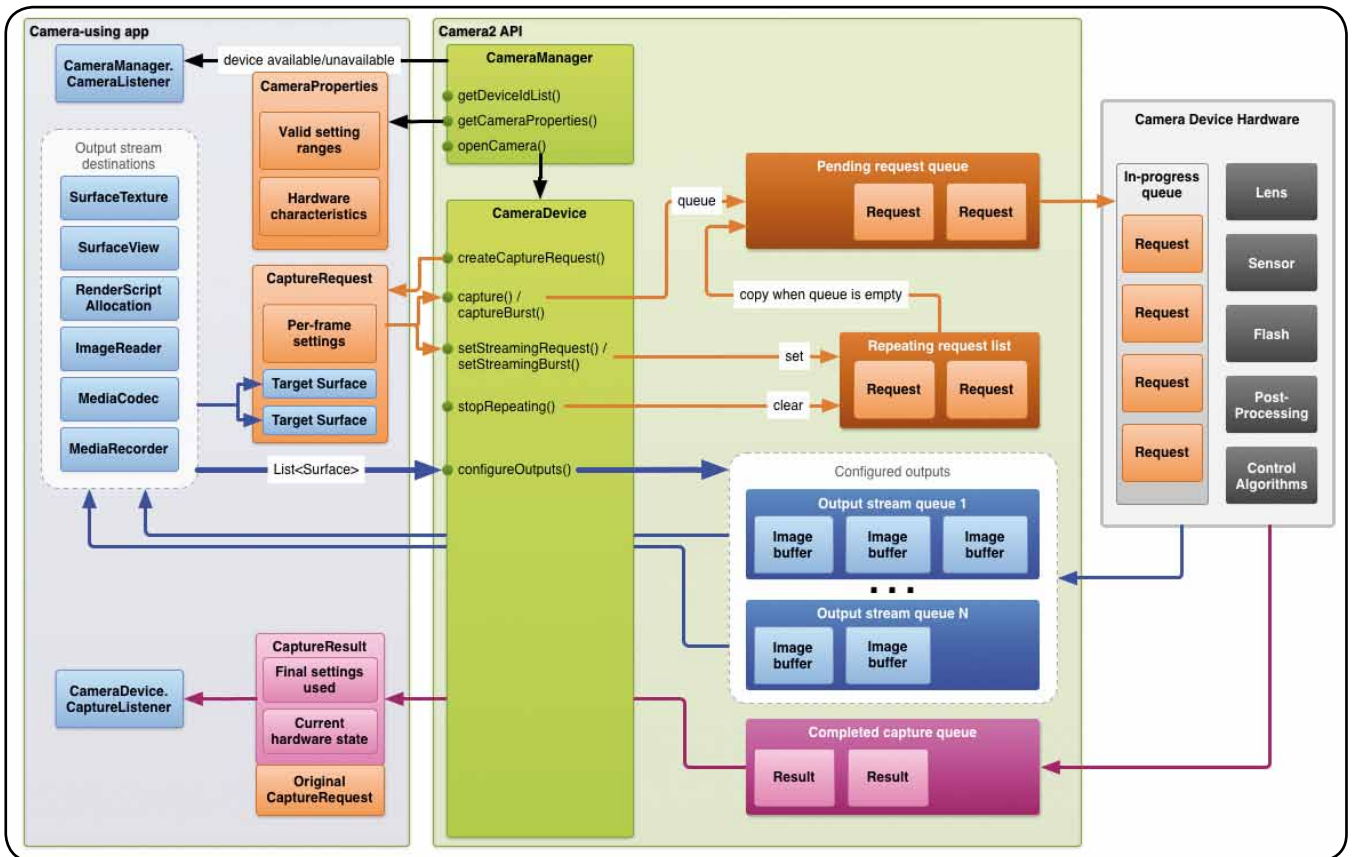 Camera-using app
CameraManager.
CameraListener
device available/unavailable
CameraProperties
Valid setting
ranges
Hardware
characteristics
Output stream
destinations
SurfaceTexture
SurfaceView
RenderScript
Allocation
ImageReader
MediaCodec
MediaRecorder
CaptureRequest
Per-frame
settings
Target Surface
Target Surface
List<Surface>
CaptureResult
Final settings
used
Current
hardware state
Original
CaptureRequest
CameraDevice.
CaptureListener
Camera2 API
CameraManager
getDeviceIdList()
getCameraProperties()
openCamera()
CameraDevice
createCaptureRequest()
capture() /
captureBurst()
setStreamingRequest() /
setStreamingBurst()
stopRepeating()
configureOutputs()
queue
Pending request queue
Request
Request
copy when queue is empty
set
Repeating request list
Request
Request
clear
Configured outputs
Output stream queue 1
Image
buffer
Image
buffer
Image
buffer
...
Output stream queue N
Image
buffer
Image
buffer
Completed capture queue
Result
Result
Camera Device Hardware
In-progress
queue
Request
Request
Request
Request
Lens
Sensor
Flash
Post-
Processing
Control
Algorithms